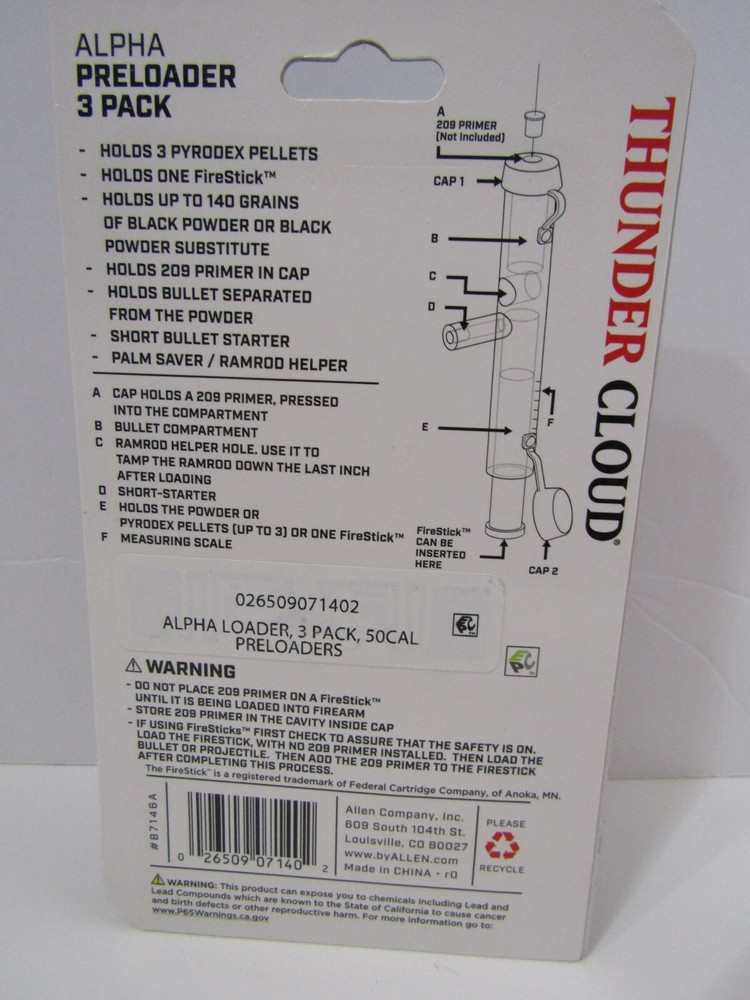 ALPHA
PRELOADER
3 PACK
- HOLDS 3 PYRODEX PELLETS
- HOLDS ONE FireStick™
- HOLDS UP TO 140 GRAINS
OF BLACK POWDER OR BLACK
POWDER SUBSTITUTE
- HOLDS 209 PRIMER IN CAP
- HOLDS BULLET SEPARATED
FROM THE POWDER
- SHORT BULLET STARTER
- PALM SAVER / RAMROD HELPER
A CAP HOLDS A 209 PRIMER, PRESSED
INTO THE COMPARTMENT
B BULLET COMPARTMENT
C RAMROD HELPER HOLE. USE IT TO
TAMP THE RAMROD DOWN THE LAST INCH
AFTER LOADING
D SHORT-STARTER
E HOLDS THE POWDER OR
PYRODEX PELLETS (UP TO 3) OR ONE FireStick™
F MEASURING SCALE
A
209 PRIMER
(Not Included)
CAP 1
B
C
D
E
F
FireStick™
CAN BE
INSERTED
HERE
CAP 2
THUNDER CLOUD®
026509071402
ALPHA LOADER, 3 PACK, 50CAL
PRELOADERS
EPC™
EPC
⚠ WARNING
- DO NOT PLACE 209 PRIMER ON A FireStick™
UNTIL IT IS BEING LOADED INTO FIREARM
- STORE 209 PRIMER IN THE CAVITY INSIDE CAP
- IF USING FireSticks™ FIRST CHECK TO ASSURE THAT THE SAFETY IS ON.
LOAD THE FIRESTICK, WITH NO 209 PRIMER INSTALLED. THEN LOAD THE
BULLET OR PROJECTILE. THEN ADD THE 209 PRIMER TO THE FIRESTICK
AFTER COMPLETING THIS PROCESS.
The FireStick™ is a registered trademark of Federal Cartridge Company, of Anoka, MN.
#87146A
0 26509 07140 2
Allen Company, Inc.
609 South 104th St.
Louisville, CO 80027
www.byALLEN.com
Made in CHINA • r0
PLEASE
RECYCLE
⚠ WARNING: This product can expose you to chemicals including Lead and
Lead Compounds which are known to the State of California to cause cancer
and birth defects or other reproductive harm. For more information go to:
www.P65Warnings.ca.gov